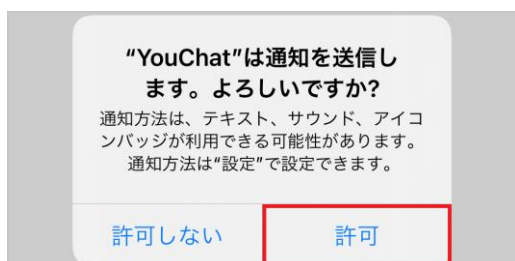 “YouChat”は通知を送信し
ます。よろしいですか?
通知方法は、テキスト、サウンド、アイコ
ンバッジが利用できる可能性があります。
通知方法は“設定”で設定できます。
許可しない
許可